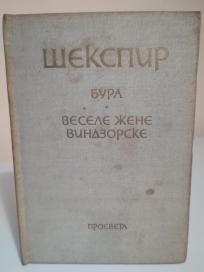 ШЕКСПИР
БУРА
•
ВЕСЕЛЕ ЖЕНЕ
ВИНДЗОРСКЕ
ПРОСВЕТА